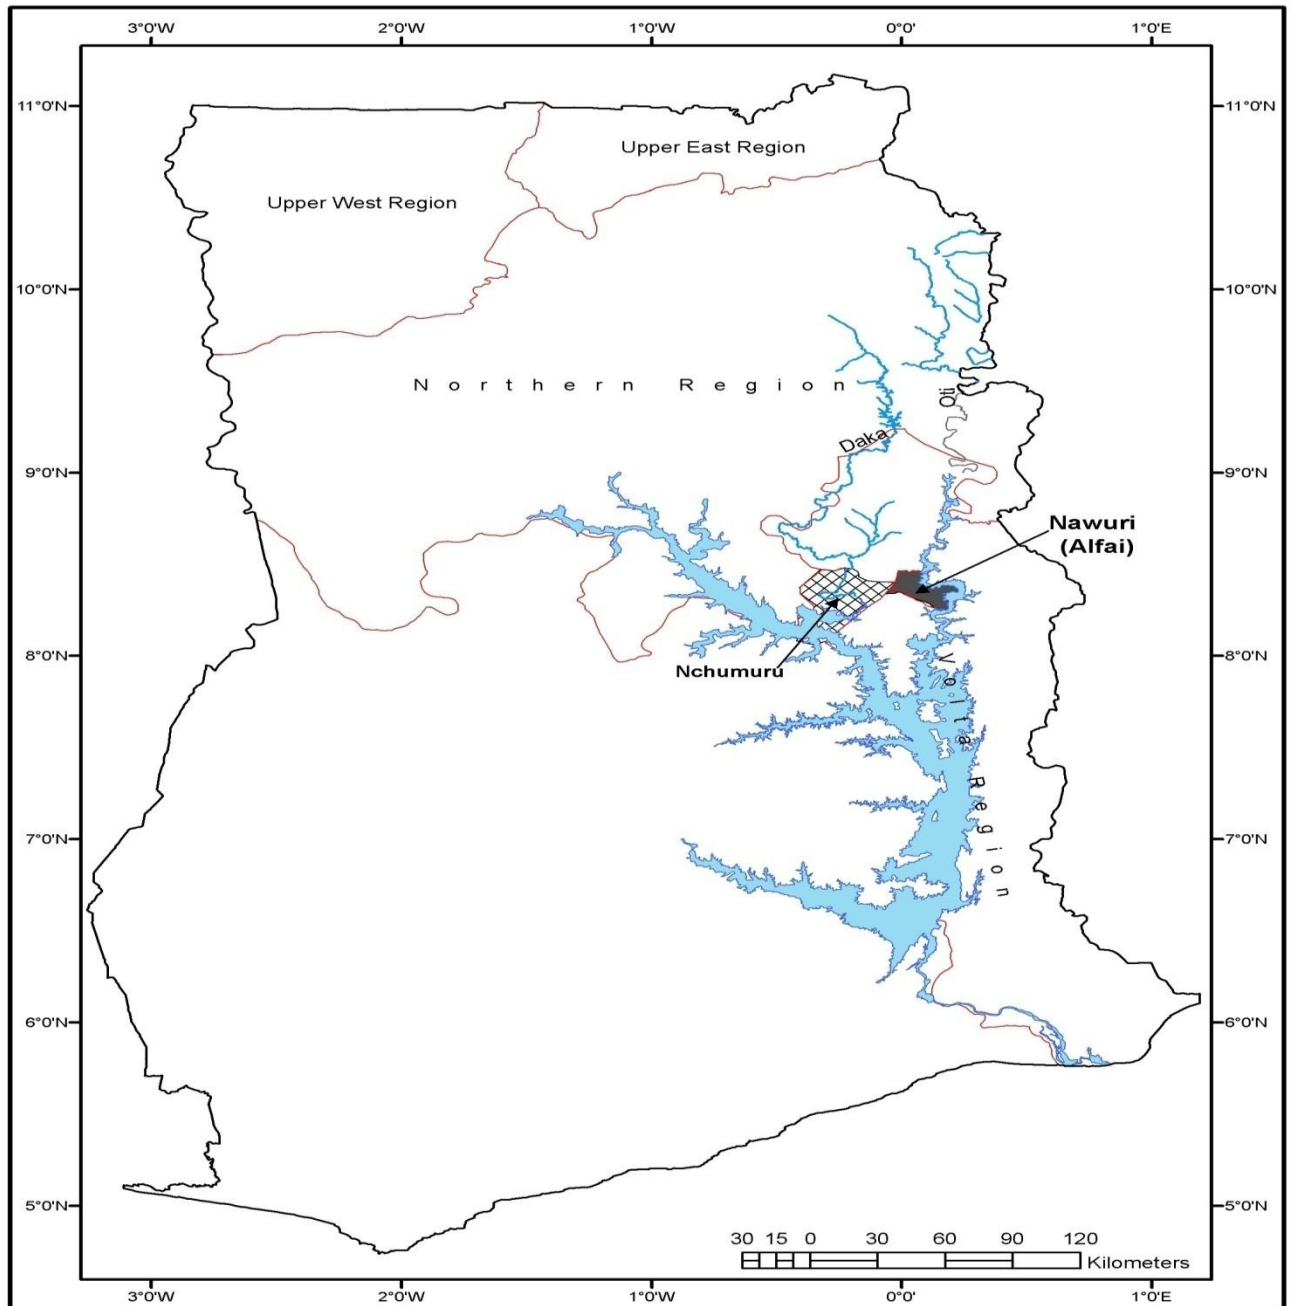 3°0'W 2°0'W 1°0'W 0°0' 1°0'E
11°0'N 11°0'N
Upper East Region
Upper West Region
10°0'N 10°0'N
Northern Region
Oti
Daka
9°0'N 9°0'N
Nawuri
(Alfai)
8°0'N 8°0'N
Nchumuru
Volta Region
7°0'N 7°0'N
6°0'N 6°0'N
5°0'N 5°0'N
30 15 0 30 60 90 120
Kilometers
3°0'W 2°0'W 1°0'W 0°0' 1°0'E